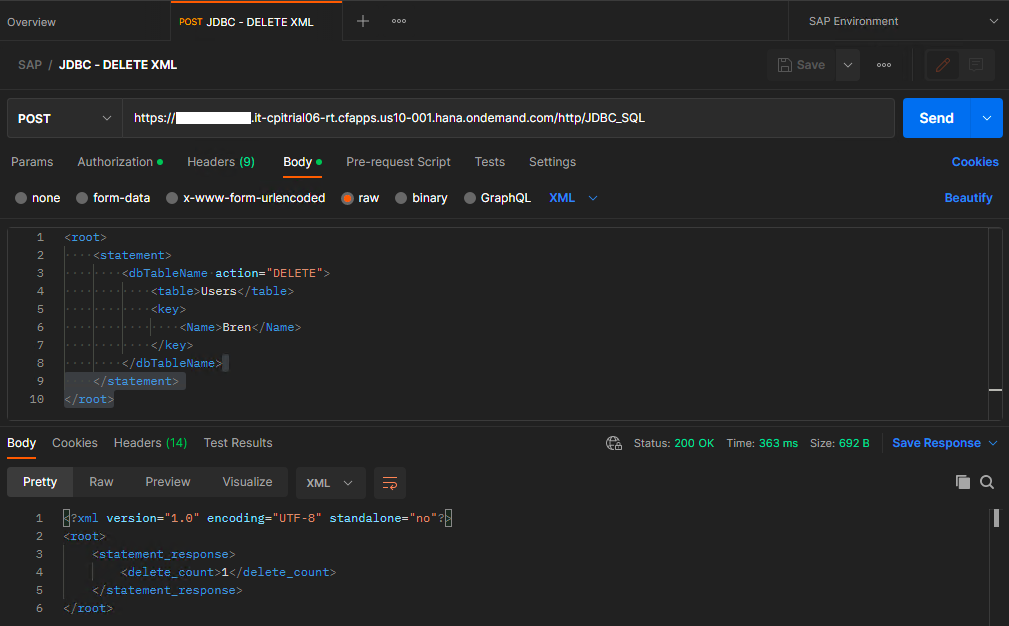 Overview
POST JDBC - DELETE XML
SAP Environment
SAP / JDBC - DELETE XML
Save
POST
https:// .it-cpitrial06-rt.cfapps.us10-001.hana.ondemand.com/http/JDBC_SQL
Send
Params Authorization Headers (9) Body Pre-request Script Tests Settings Cookies
none form-data x-www-form-urlencoded raw binary GraphQL XML Beautify
1 <root>
2 <statement>
3 <dbTableName action="DELETE">
4 <table>Users</table>
5 <key>
6 <Name>Bren</Name>
7 </key>
8 </dbTableName>
9 </statement>
10 </root>
Body Cookies Headers (14) Test Results Status: 200 OK Time: 363 ms Size: 692 B Save Response
Pretty Raw Preview Visualize XML
1 <?xml version="1.0" encoding="UTF-8" standalone="no"?>
2 <root>
3 <statement_response>
4 <delete_count>1</delete_count>
5 </statement_response>
6 </root>